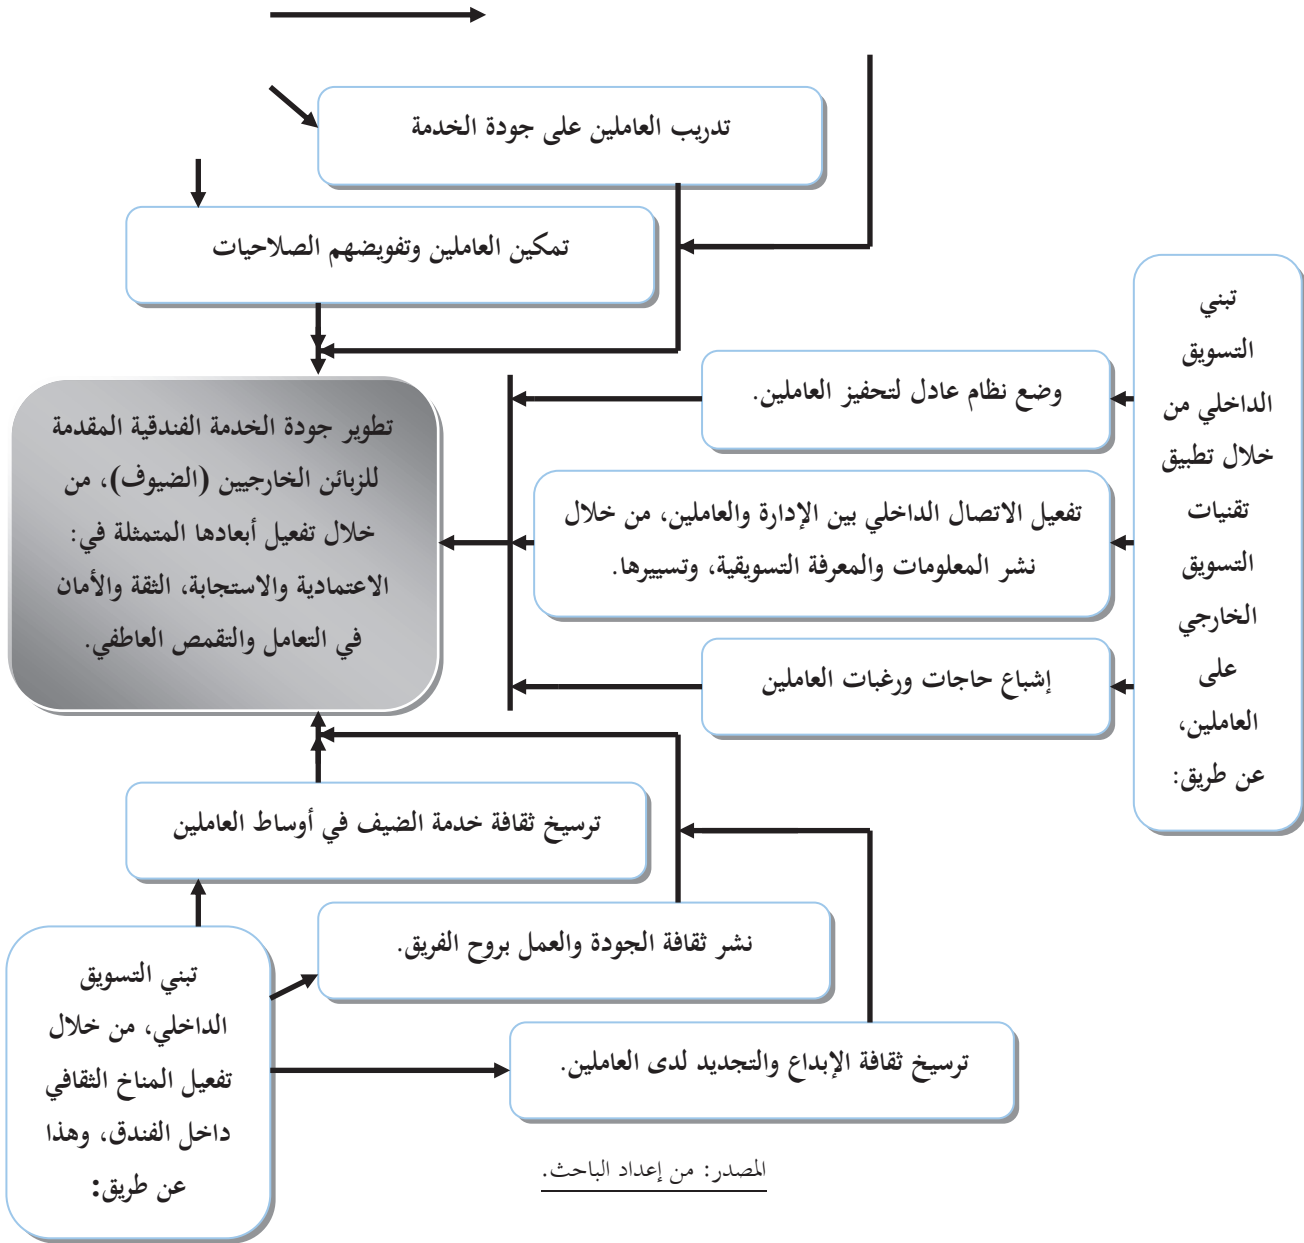 تدريب العاملين على جودة الخدمة
تمكين العاملين وتفويضهم الصلاحيات
تبني
التسويق
الداخلي من
خلال تطبيق
تقنيات
التسويق
الخارجي
على
العاملين،
عن طريق:
وضع نظام عادل لتحفيز العاملين.
تفعيل الاتصال الداخلي بين الإدارة والعاملين، من خلال
نشر المعلومات والمعرفة التسويقية، وتسييرها.
إشباع حاجات ورغبات العاملين
تطوير جودة الخدمة الفندقية المقدمة
للزبائن الخارجيين (الضيوف)، من
خلال تفعيل أبعادها المتمثلة في:
الاعتمادية والاستجابة، الثقة والأمان
في التعامل والتقمص العاطفي.
ترسيخ ثقافة خدمة الضيف في أوساط العاملين
نشر ثقافة الجودة والعمل بروح الفريق.
ترسيخ ثقافة الإبداع والتجديد لدى العاملين.
تبني التسويق
الداخلي، من خلال
تفعيل المناخ الثقافي
داخل الفندق، وهذا
عن طريق:
المصدر: من إعداد الباحث.